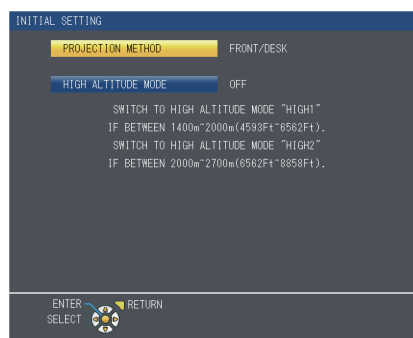 INITIAL SETTING
PROJECTION METHOD FRONT/DESK
HIGH ALTITUDE MODE OFF
SWITCH TO HIGH ALTITUDE MODE "HIGH1"
IF BETWEEN 1400m~2000m(4593Ft~6562Ft).
SWITCH TO HIGH ALTITUDE MODE "HIGH2"
IF BETWEEN 2000m~2700m(6562Ft~8858Ft).
ENTER RETURN
SELECT